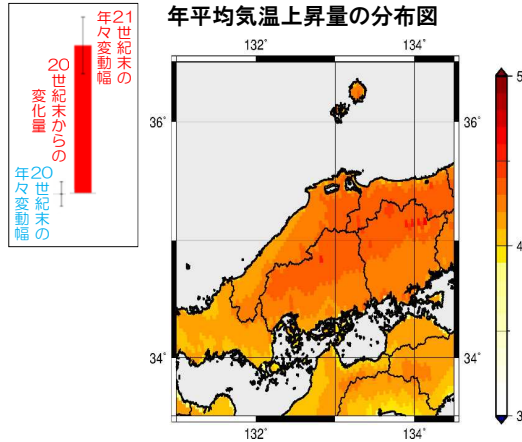 年平均気温上昇量の分布図
21世紀末の
年々変動幅
20世紀末からの
変化量
20世紀末の
年々変動幅
132°
134°
36°
36°
34°
34°
132°
134°
5
4
3